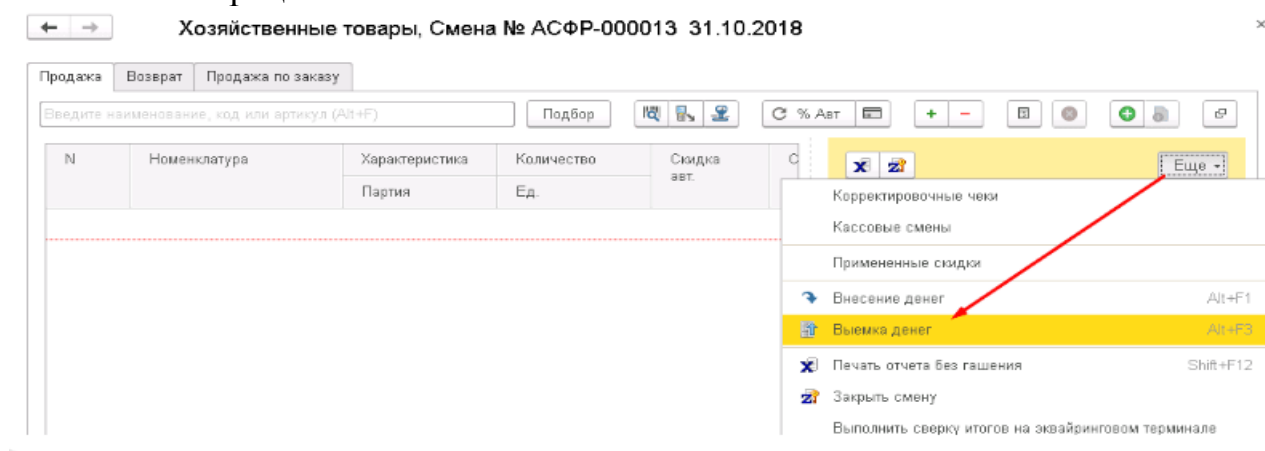 Хозяйственные товары, Смена № АСФР-000013 31.10.2018
Продажа Возврат Продажа по заказу
Введите наименование, код или артикул (Alt+F) Подбор % Авт
N Номенклатура Характеристика Количество Скидка авт. С
Партия Ед.
Еще
Корректировочные чеки
Кассовые смены
Примененные скидки
Внесение денег Alt+F1
Выемка денег Alt+F3
Печать отчета без гашения Shift+F12
Закрыть смену
Выполнить сверку итогов на эквайринговом терминале